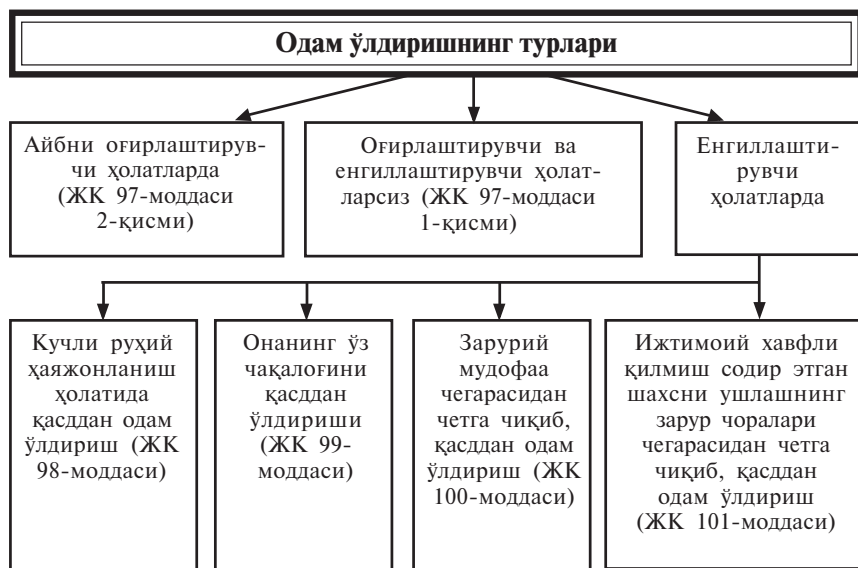 Одам ўлдиришнинг турлари
Айбни оғирлаштирув-
чи ҳолатларда
(ЖК 97-моддаси
2-қисми)
Оғирлаштирувчи ва
енгиллаштирувчи ҳолат-
ларсиз (ЖК 97-моддаси
1-қисми)
Енгиллашти-
рувчи
ҳолатларда
Кучли руҳий
ҳаяжонланиш
ҳолатида
қасддан одам
ўлдириш (ЖК
98-моддаси)
Онанинг ўз
чақалоғини
қасддан
ўлдириши
(ЖК 99-
моддаси)
Зарурий
мудофаа
чегарасидан
четга чиқиб,
қасддан одам
ўлдириш (ЖК
100-моддаси)
Ижтимоий хавфли
қилмиш содир этган
шахсни ушлашнинг
зарур чоралари
чегарасидан четга
чиқиб, қасддан
одам ўлдириш
(ЖК 101-моддаси)